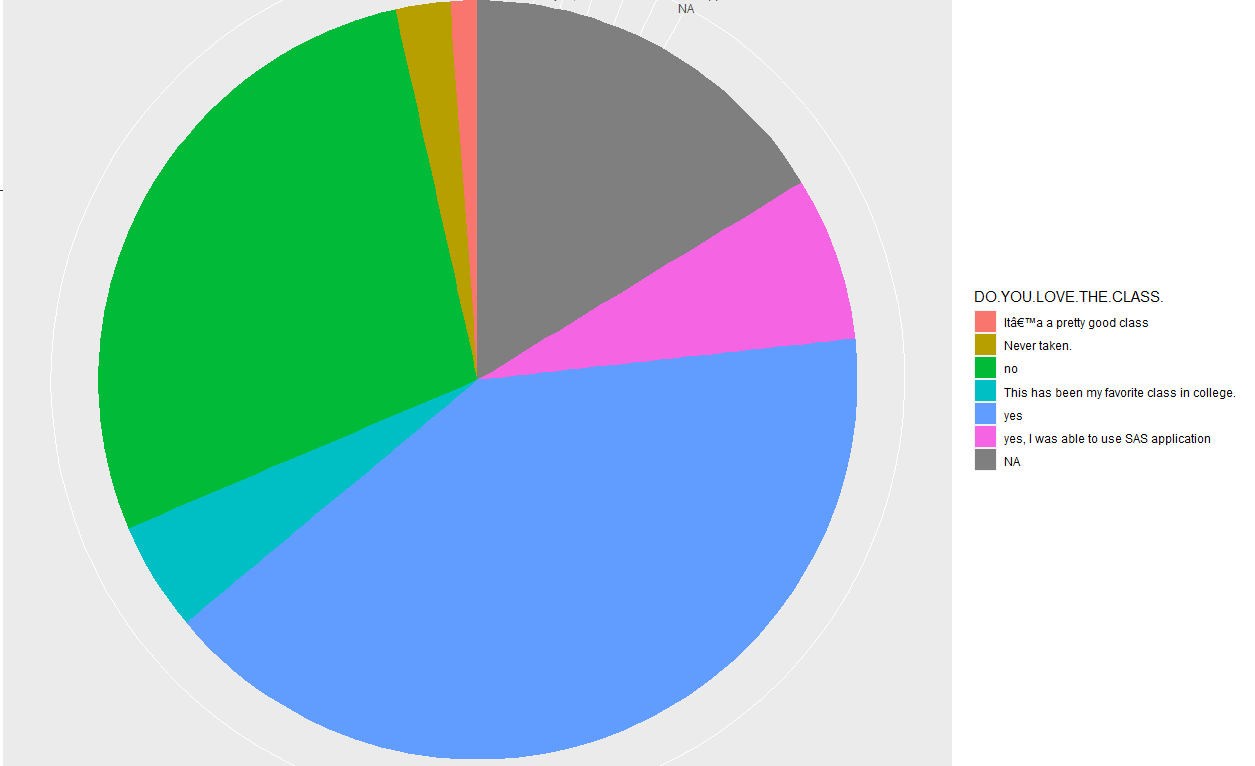 NA
DO.YOU.LOVE.THE.CLASS.
Itâ€™a a pretty good class
Never taken.
no
This has been my favorite class in college.
yes
yes, I was able to use SAS application
NA